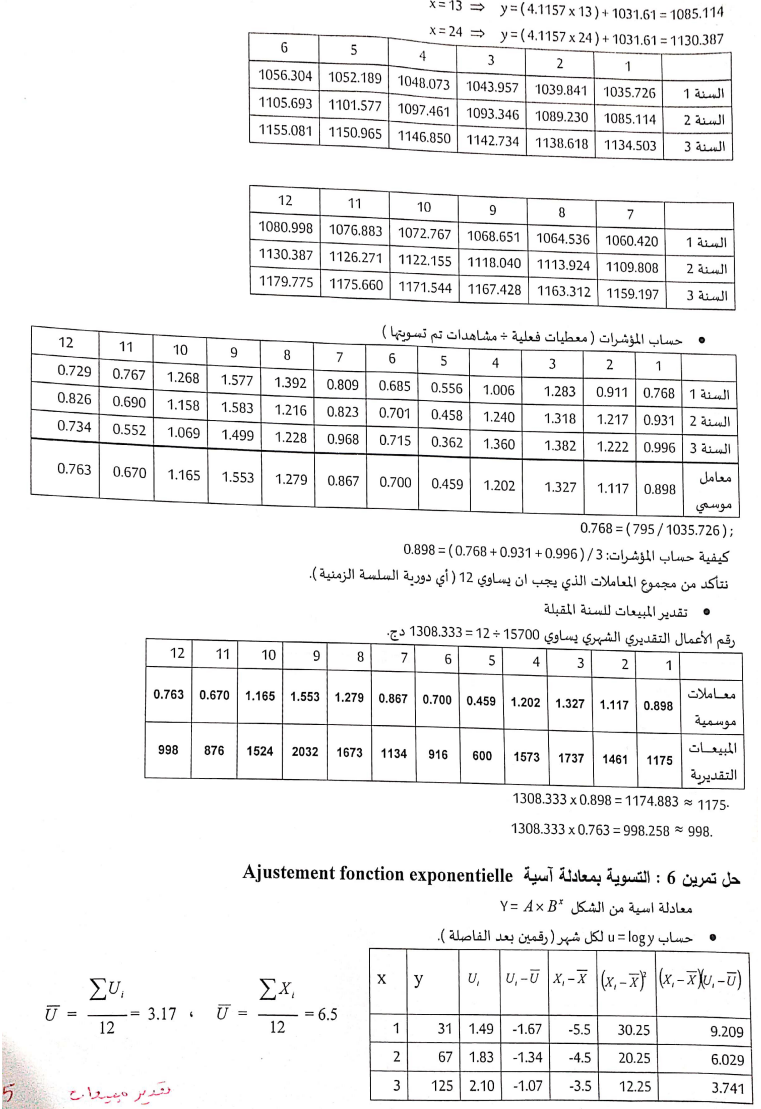 x = 13 ⇒ y = ( 4.1157 x 13 ) + 1031.61 = 1085.114
x = 24 ⇒ y = ( 4.1157 x 24 ) + 1031.61 = 1130.387
6 5 4 3 2 1
1056.304 1052.189 1048.073 1043.957 1039.841 1035.726 السنة 1
1105.693 1101.577 1097.461 1093.346 1089.230 1085.114 السنة 2
1155.081 1150.965 1146.850 1142.734 1138.618 1134.503 السنة 3
12 11 10 9 8 7
1080.998 1076.883 1072.767 1068.651 1064.536 1060.420 السنة 1
1130.387 1126.271 1122.155 1118.040 1113.924 1109.808 السنة 2
1179.775 1175.660 1171.544 1167.428 1163.312 1159.197 السنة 3
• حساب المؤشرات ( معطيات فعلية ÷ مشاهدات تم تسويتها )
12 11 10 9 8 7 6 5 4 3 2 1
0.729 0.767 1.268 1.577 1.392 0.809 0.685 0.556 1.006 1.283 0.911 0.768 السنة 1
0.826 0.690 1.158 1.583 1.216 0.823 0.701 0.458 1.240 1.318 1.217 0.931 السنة 2
0.734 0.552 1.069 1.499 1.228 0.968 0.715 0.362 1.360 1.382 1.222 0.996 السنة 3
0.763 0.670 1.165 1.553 1.279 0.867 0.700 0.459 1.202 1.327 1.117 0.898 معامل موسمي
0.768 = ( 795 / 1035.726 ) ;
كيفية حساب المؤشرات: 0.898 = ( 0.768 + 0.931 + 0.996 ) / 3
نتأكد من مجموع المعاملات الذي يجب ان يساوي 12 ( أي دورية السلسة الزمنية ).
• تقدير المبيعات للسنة المقبلة
رقم الأعمال التقديري الشهري يساوي 15700 ÷ 12 = 1308.333 دج.
12 11 10 9 8 7 6 5 4 3 2 1
0.763 0.670 1.165 1.553 1.279 0.867 0.700 0.459 1.202 1.327 1.117 0.898 معـاملات موسمية
998 876 1524 2032 1673 1134 916 600 1573 1737 1461 1175 المبيعـات التقديرية
1308.333 x 0.898 = 1174.883 ≈ 1175.
1308.333 x 0.763 = 998.258 ≈ 998.
حل تمرين 6 : التسوية بمعادلة آسية Ajustement fonction exponentielle
معادلة اسية من الشكل Y = A × Bˣ
• حساب u = log y لكل شهر ( رقمين بعد الفاصلة ).
Ū = ∑Uᵢ / 12 = 3.17 ، Ū = ∑Xᵢ / 12 = 6.5
x y Uᵢ Uᵢ − Ū Xᵢ − X̄ (Xᵢ − X̄)² (Xᵢ − X̄)(Uᵢ − Ū)
1 31 1.49 -1.67 -5.5 30.25 9.209
2 67 1.83 -1.34 -4.5 20.25 6.029
3 125 2.10 -1.07 -3.5 12.25 3.741
5